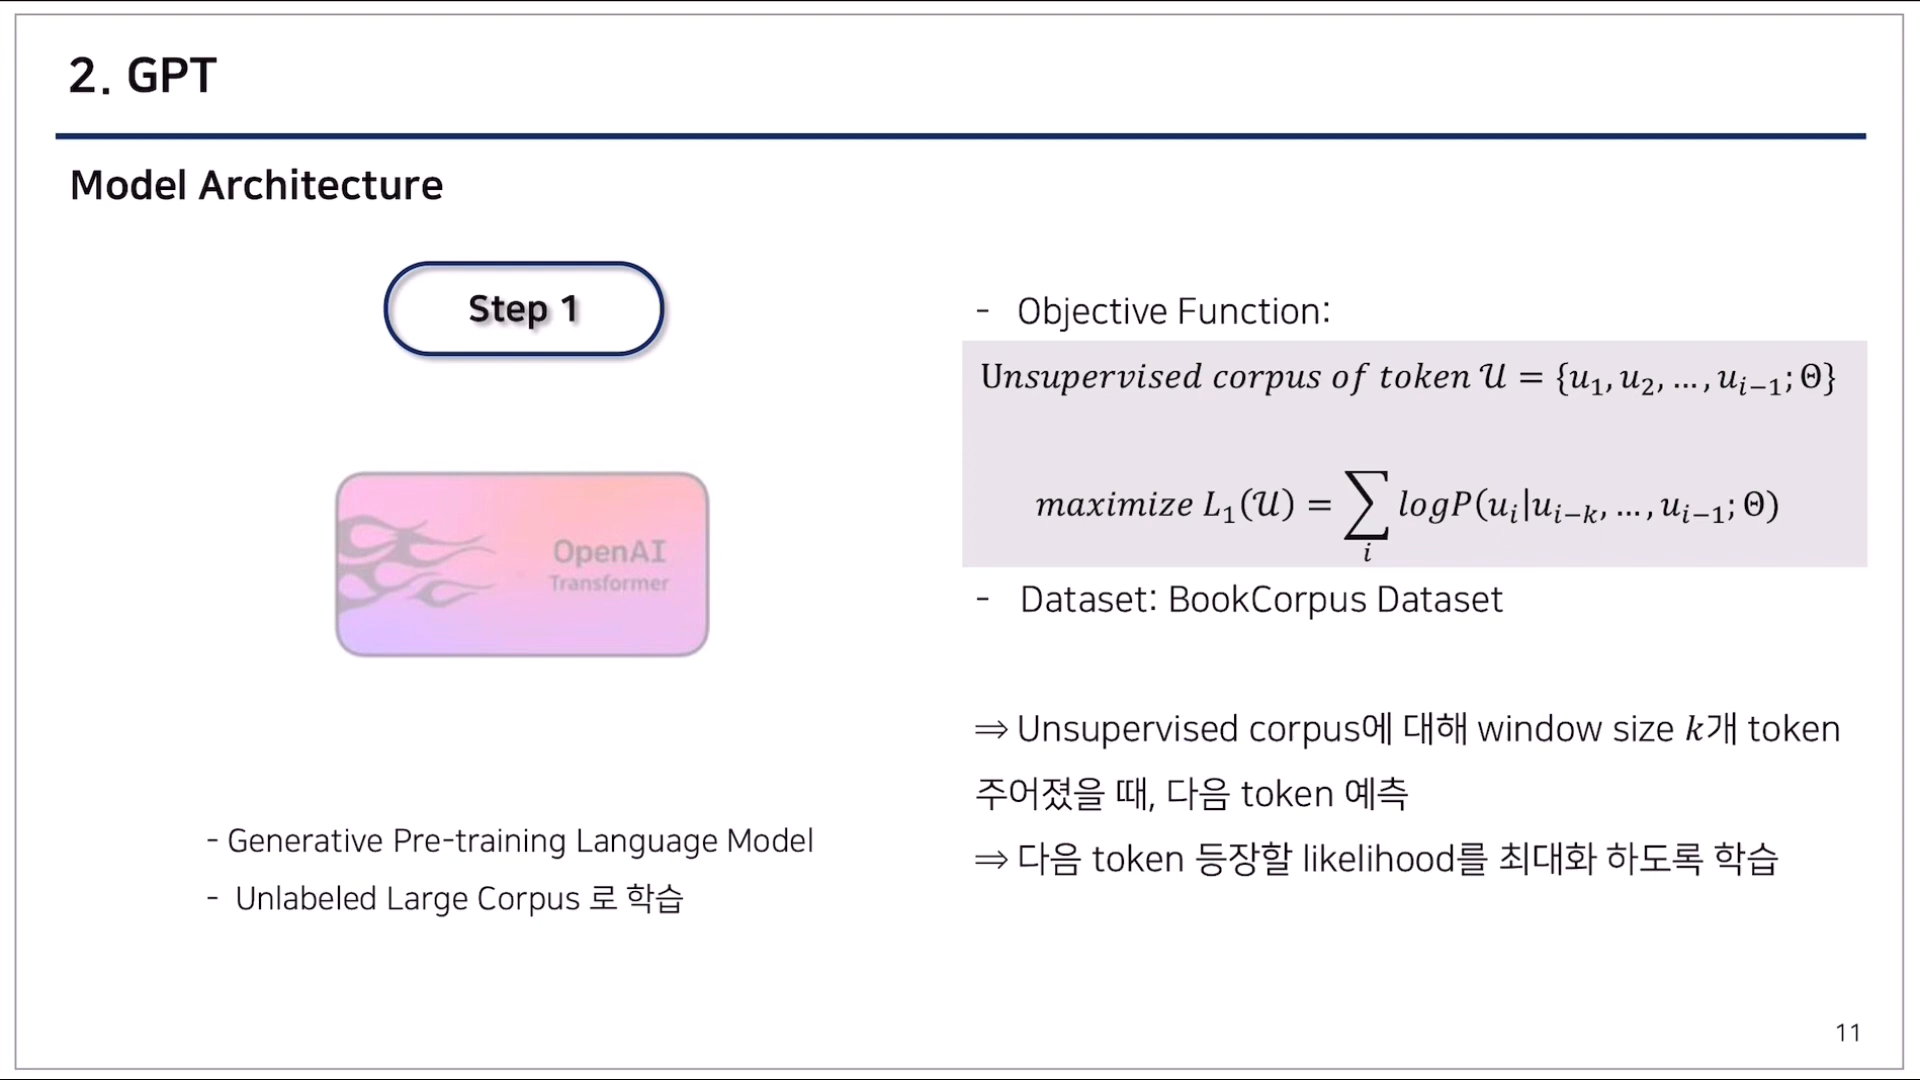 2. GPT
Model Architecture
Step 1
OpenAI
Transformer
- Generative Pre-training Language Model
- Unlabeled Large Corpus 로 학습
- Objective Function:
Unsupervised corpus of token 𝒰 = {u₁, u₂, … , uᵢ₋₁; Θ}
maximize L₁(𝒰) = ∑ᵢ logP(uᵢ|uᵢ₋ₖ, … , uᵢ₋₁; Θ)
- Dataset: BookCorpus Dataset
⇒ Unsupervised corpus에 대해 window size k개 token
주어졌을 때, 다음 token 예측
⇒ 다음 token 등장할 likelihood를 최대화 하도록 학습
11